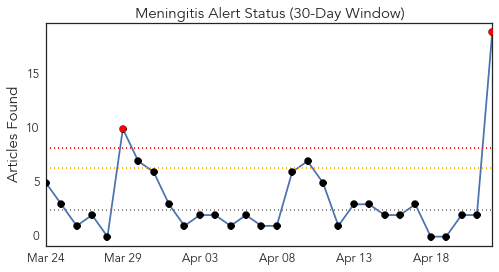 Meningitis Alert Status (30-Day Window)
Articles Found
15
10
5
0
Mar 24 Mar 29 Apr 03 Apr 08 Apr 13 Apr 18